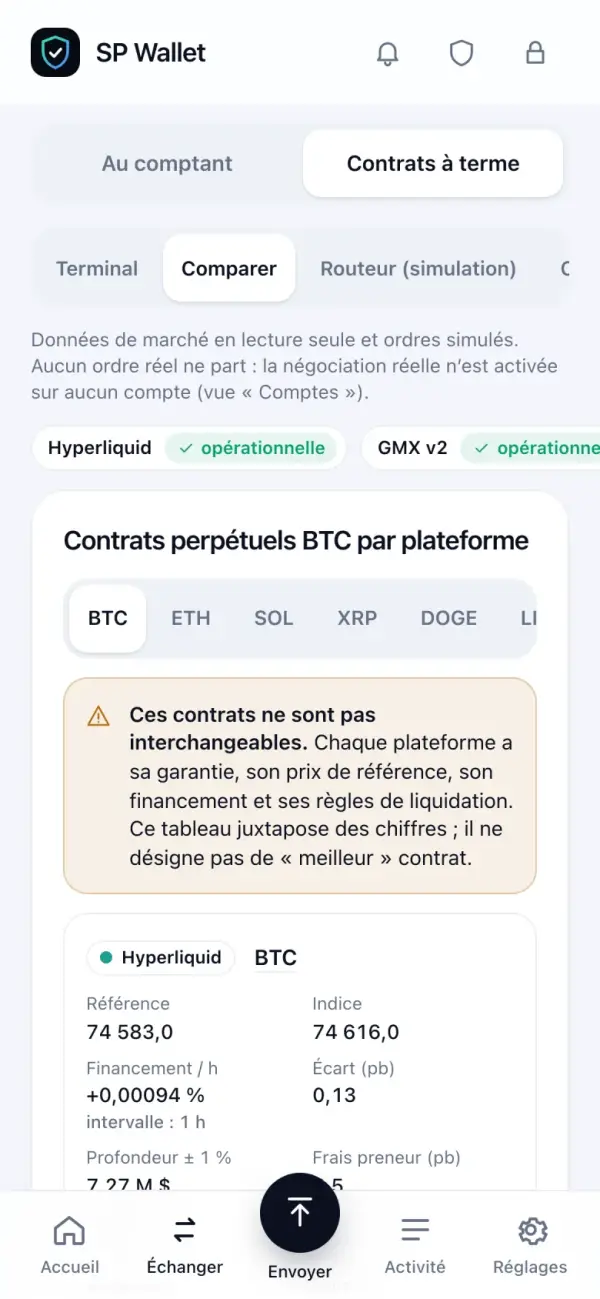 SP Wallet
Au comptant
Contrats à terme
Terminal
Comparer
Routeur (simulation)
Données de marché en lecture seule et ordres simulés.
Aucun ordre réel ne part : la négociation réelle n’est activée
sur aucun compte (vue « Comptes »).
Hyperliquid
opérationnelle
GMX v2
opérationne
Contrats perpétuels BTC par plateforme
BTC
ETH
SOL
XRP
DOGE
Ces contrats ne sont pas
interchangeables. Chaque plateforme a
sa garantie, son prix de référence, son
financement et ses règles de liquidation.
Ce tableau juxtapose des chiffres ; il ne
désigne pas de « meilleur » contrat.
Hyperliquid
BTC
Référence
Indice
74 583,0
74 616,0
Financement / h
Écart (pb)
+0,00094 %
0,13
intervalle : 1 h
Profondeur ± 1 %
Frais preneur (pb)
7,27 M $
Accueil
Échanger
Envoyer
Activité
Réglages